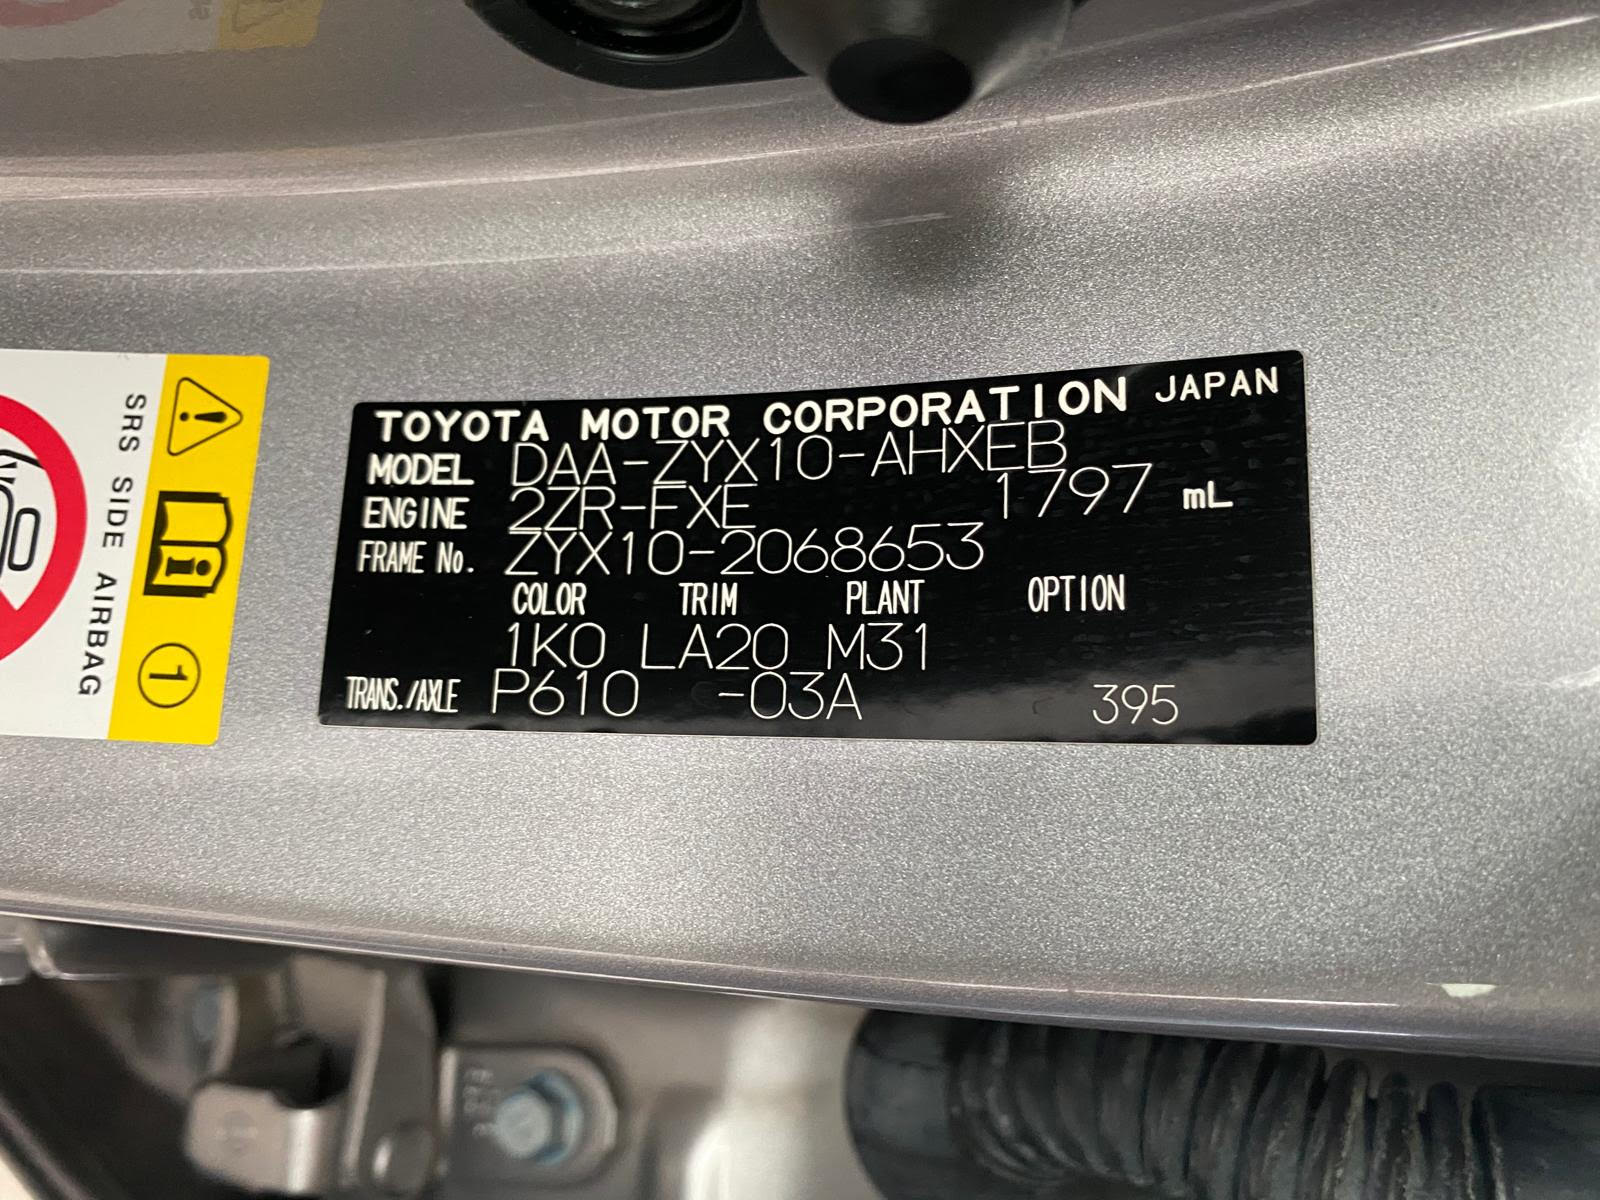 TOYOTA MOTOR CORPORATION JAPAN
MODEL DAA-ZYX10-AHXEB
ENGINE 2ZR-FXE 1797 mL
FRAME No. ZYX10-2068653
COLOR TRIM PLANT OPTION
1K0 LA20 M31
TRANS./AXLE P610 -03A 395
SRS SIDE AIRBAG
1